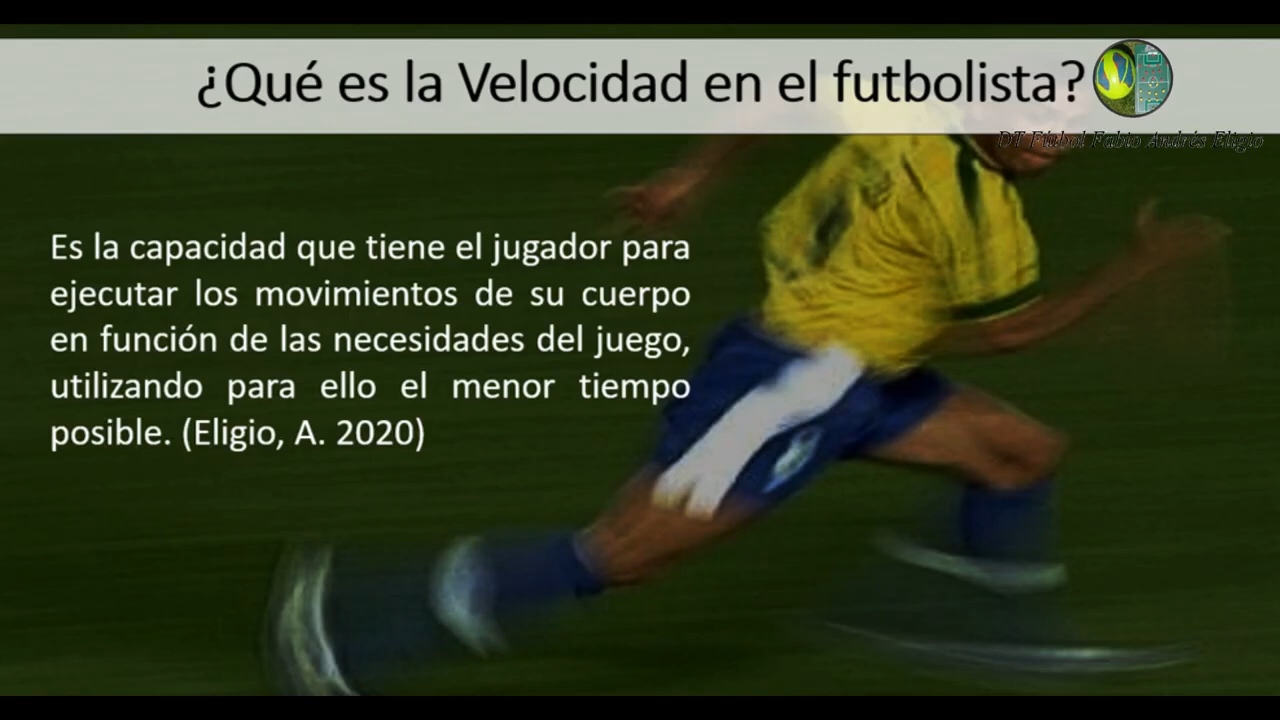 ¿Qué es la Velocidad en el futbolista?
DT Fútbol Fabio Andrés Eligio
Es la capacidad que tiene el jugador para
ejecutar los movimientos de su cuerpo
en función de las necesidades del juego,
utilizando para ello el menor tiempo
posible. (Eligio, A. 2020)